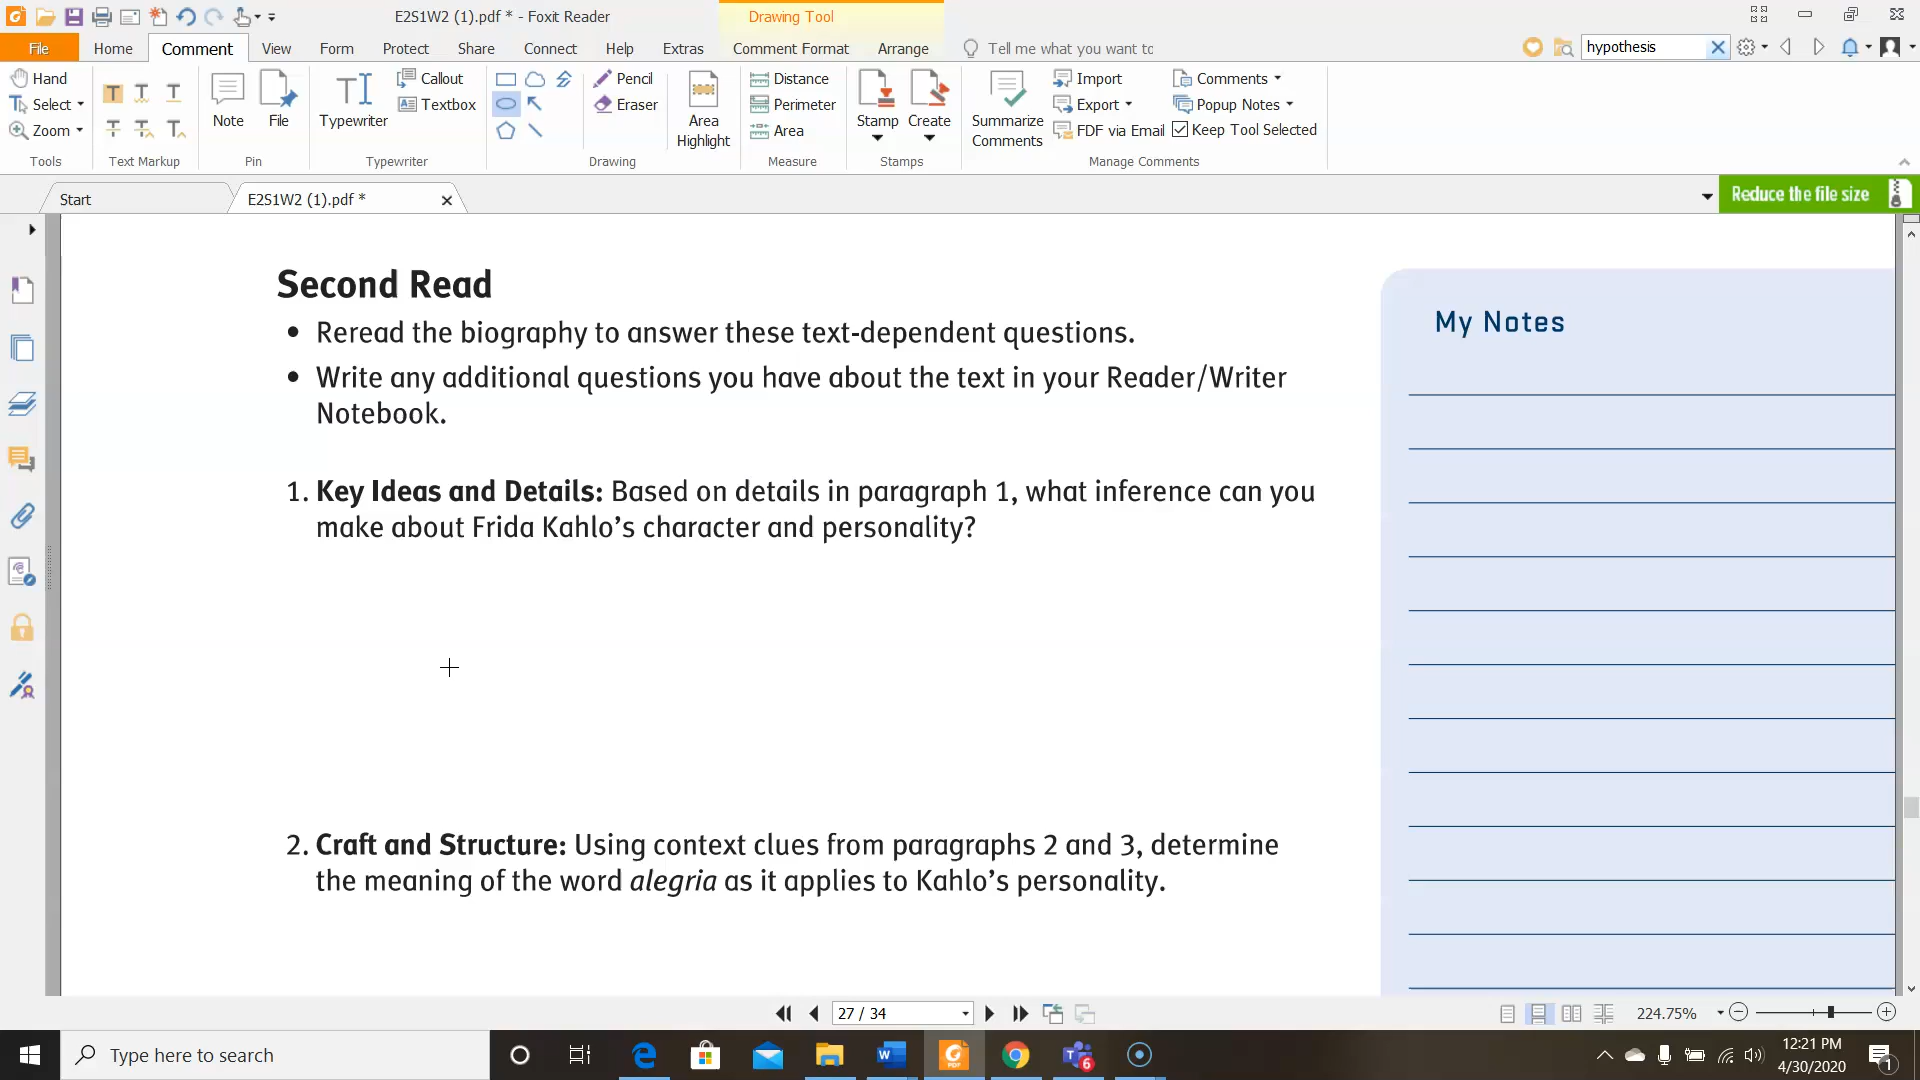 E2S1W2 (1).pdf * - Foxit Reader
Drawing Tool
File Home Comment View Form Protect Share Connect Help Extras Comment Format Arrange Tell me what you want to
hypothesis
Hand
Select
Zoom
Tools
Text Markup
Note
File
Pin
Typewriter
Callout
Textbox
Typewriter
Pencil
Eraser
Drawing
Area
Highlight
Distance
Perimeter
Area
Measure
Stamp
Create
Stamps
Summarize
Comments
Import
Export
FDF via Email
Comments
Popup Notes
Keep Tool Selected
Manage Comments
Start
E2S1W2 (1).pdf *
Reduce the file size
Second Read
• Reread the biography to answer these text-dependent questions.
• Write any additional questions you have about the text in your Reader/Writer
Notebook.
1. Key Ideas and Details: Based on details in paragraph 1, what inference can you
make about Frida Kahlo’s character and personality?
2. Craft and Structure: Using context clues from paragraphs 2 and 3, determine
the meaning of the word alegria as it applies to Kahlo’s personality.
My Notes
27 / 34
224.75%
Type here to search
6
12:21 PM
4/30/2020
1